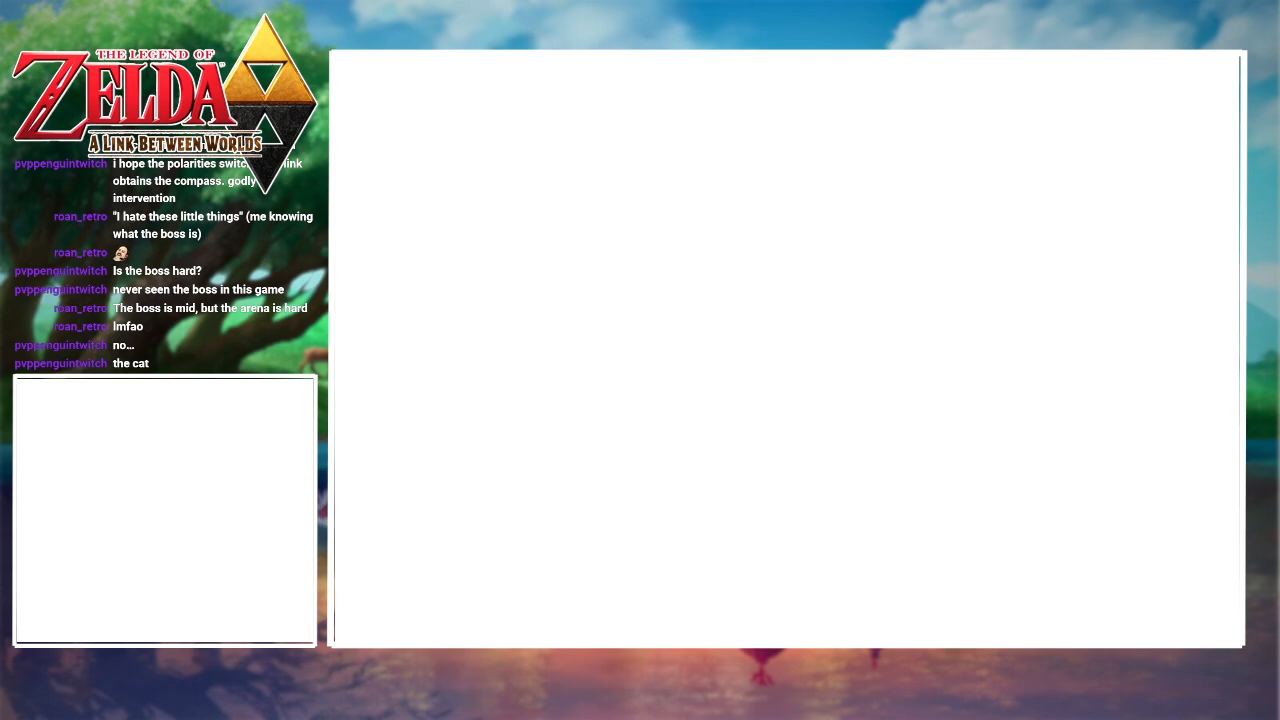 THE LEGEND OF
ZELDA
A LINK BETWEEN WORLDS
pvppenguintwitch i hope the polarities switc link
obtains the compass. godly
intervention
roan_retro "I hate these little things" (me knowing
what the boss is)
roan_retro
pvppenguintwitch Is the boss hard?
pvppenguintwitch never seen the boss in this game
roan_retro The boss is mid, but the arena is hard
roan_retro lmfao
pvppenguintwitch no...
pvppenguintwitch the cat